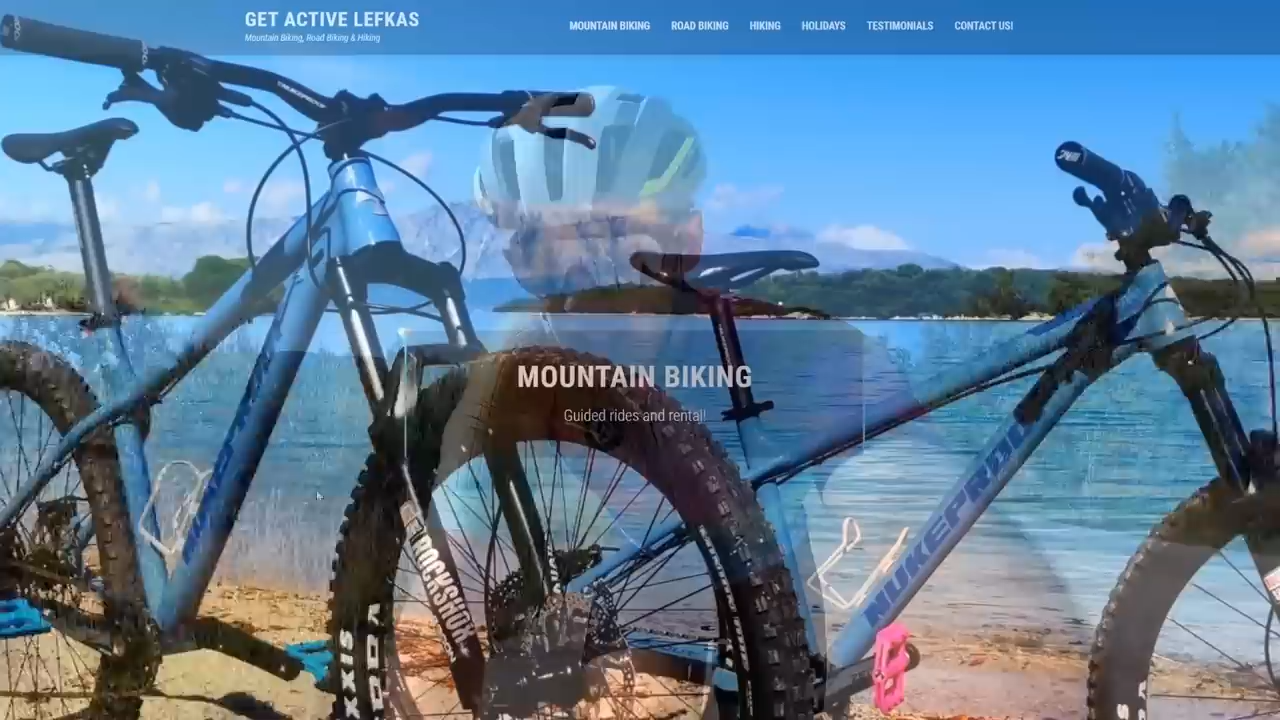 GET ACTIVE LEFKAS
Mountain Biking, Road Biking & Hiking
MOUNTAIN BIKING ROAD BIKING HIKING HOLIDAYS TESTIMONIALS CONTACT US!
MOUNTAIN BIKING
Guided rides and rental!
NUKEPROOF
ROCKSHOX